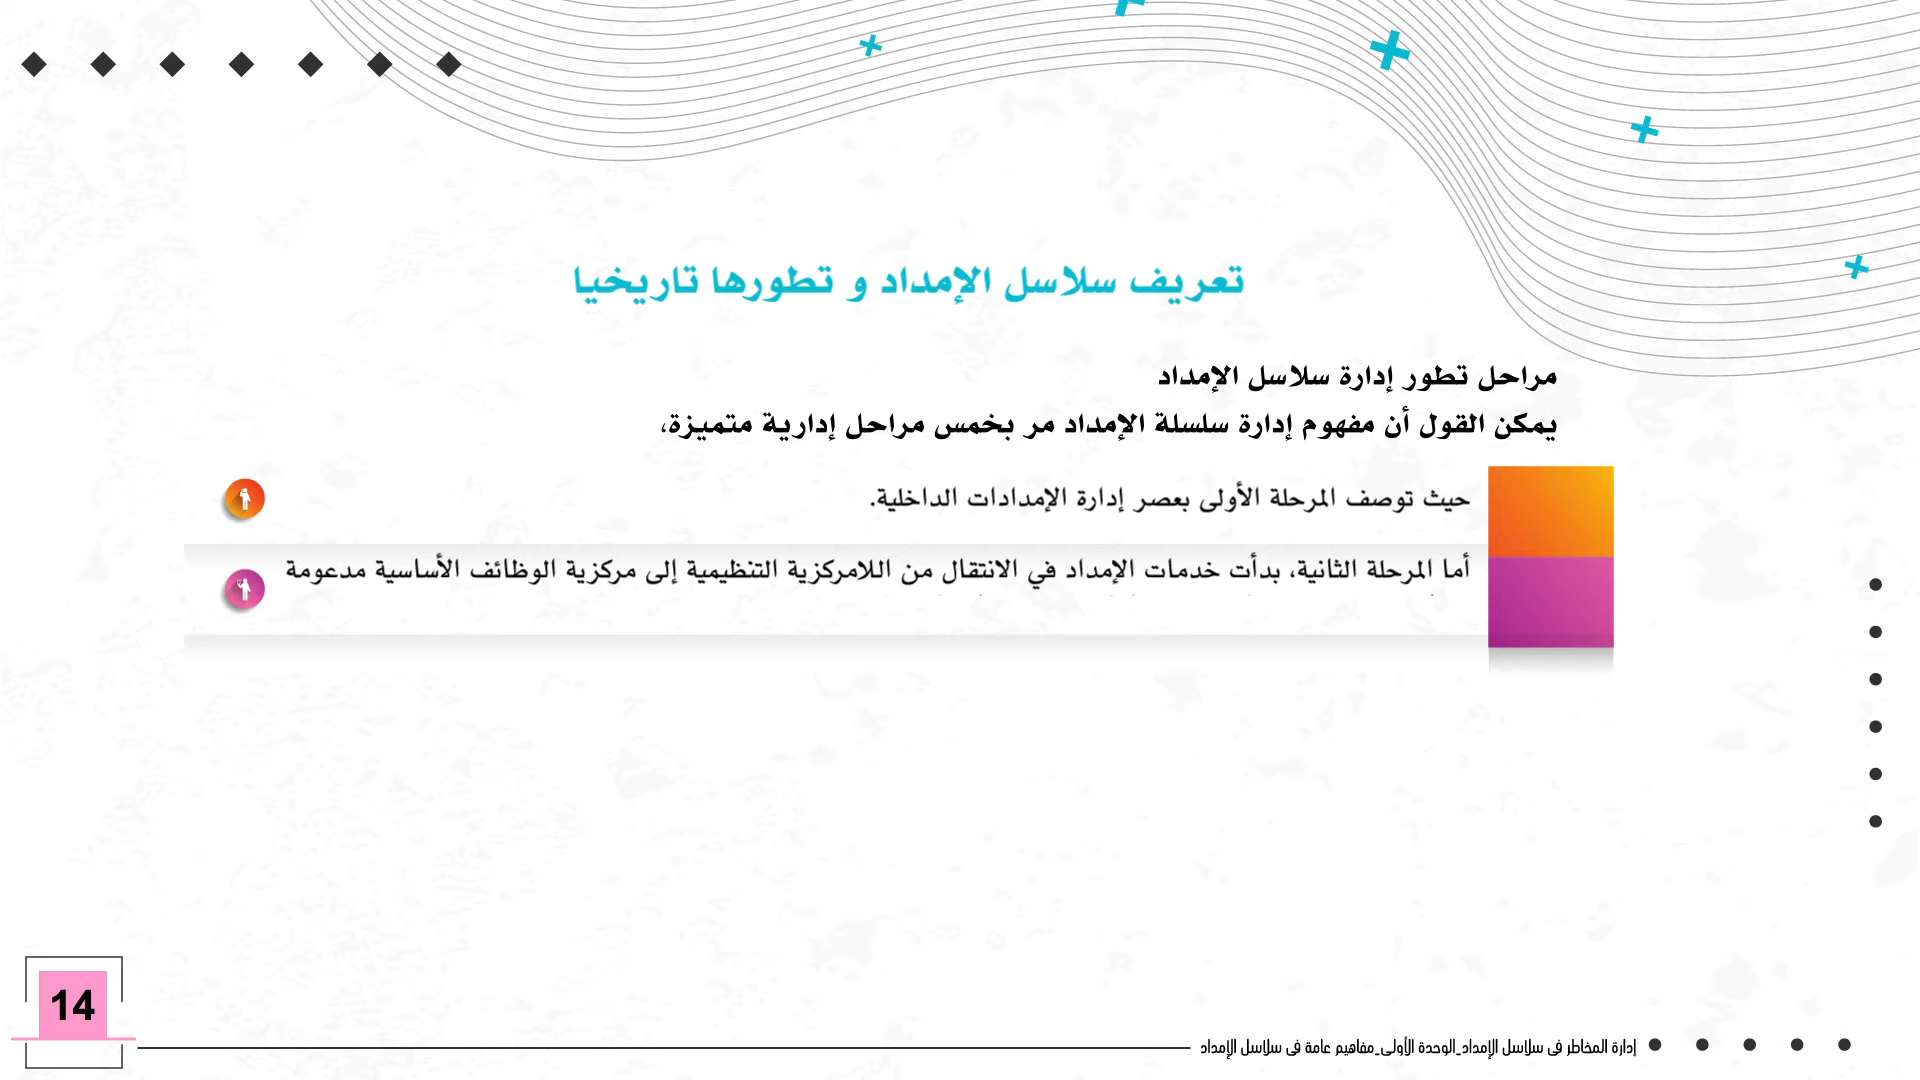 تعريف سلاسل الإمداد و تطورها تاريخيا
مراحل تطور إدارة سلاسل الإمداد
يمكن القول أن مفهوم إدارة سلسلة الإمداد مر بخمس مراحل إدارية متميزة،
حيث توصف المرحلة الأولى بعصر إدارة الإمدادات الداخلية.
أما المرحلة الثانية، بدأت خدمات الإمداد في الانتقال من اللامركزية التنظيمية إلى مركزية الوظائف الأساسية مدعومة
14
إدارة المخاطر فى سلاسل الإمداد_الوحدة الأولى_مفاهيم عامة فى سلاسل الإمداد